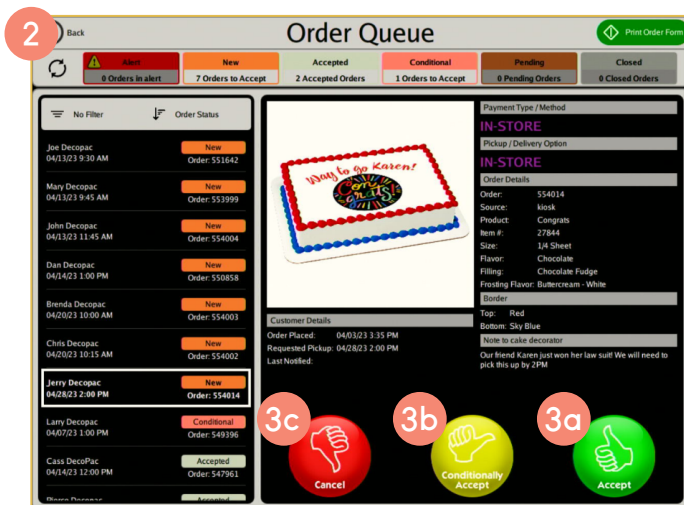 2
Back
Order Queue
Print Order Form
Alert
0 Orders in alert
New
7 Orders to Accept
Accepted
2 Accepted Orders
Conditional
1 Orders to Accept
Pending
0 Pending Orders
Closed
0 Closed Orders
No Filter
Order Status
Joe Decopac
New
04/13/23 9:30 AM
Order: 551642
Mary Decopac
New
04/13/23 9:45 AM
Order: 553999
John Decopac
New
04/13/23 11:45 AM
Order: 554004
Dan Decopac
New
04/14/23 1:00 PM
Order: 550858
Brenda Decopac
New
04/20/23 10:00 AM
Order: 554003
Chris Decopac
New
04/20/23 10:15 AM
Order: 554002
Jerry Decopac
New
04/28/23 2:00 PM
Order: 554014
Larry Decopac
Conditional
04/07/23 1:00 PM
Order: 549396
Cass DecoPac
Accepted
04/14/23 12:00 PM
Order: 547961
Pierce Decopac
Accepted
Way to go Karen!
CONGRATS!
Customer Details
Order Placed: 04/03/23 3:35 PM
Requested Pickup: 04/28/23 2:00 PM
Last Notified:
Payment Type / Method
IN-STORE
Pickup / Delivery Option
IN-STORE
Order Details
Order: 554014
Source: kiosk
Product: Congrats
Item #: 27844
Size: 1/4 Sheet
Flavor: Chocolate
Filling: Chocolate Fudge
Frosting Flavor: Buttercream - White
Border
Top: Red
Bottom: Sky Blue
Note to cake decorator
Our friend Karen just won her law suit! We will need to
pick this up by 2PM
3c
Cancel
3b
Conditionally
Accept
3a
Accept